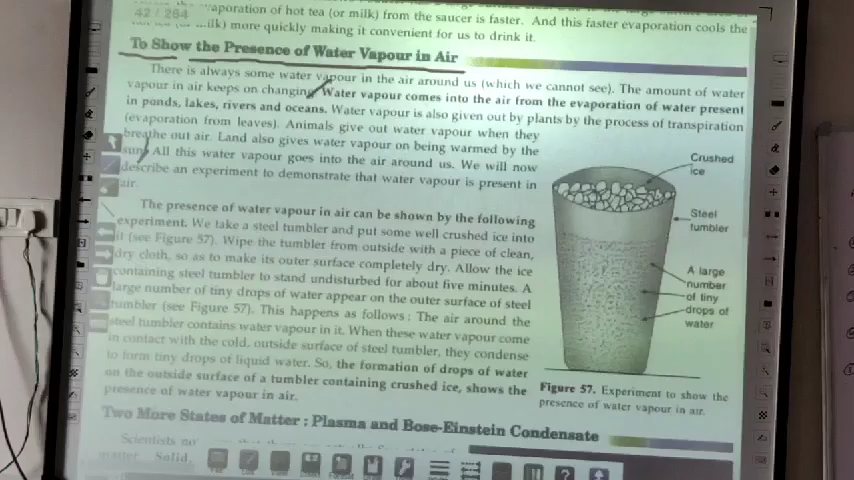 42 / 264
vaporation of hot tea (or milk) from the saucer is faster. And this faster evaporation cools the
ilk) more quickly making it convenient for us to drink it.
To Show the Presence of Water Vapour in Air
There is always some water vapour in the air around us (which we cannot see). The amount of water
vapour in air keeps on changing. Water vapour comes into the air from the evaporation of water present
in ponds, lakes, rivers and oceans. Water vapour is also given out by plants by the process of transpiration
(evaporation from leaves). Animals give out water vapour when they
breathe out air. Land also gives water vapour on being warmed by the
sun. All this water vapour goes into the air around us. We will now
describe an experiment to demonstrate that water vapour is present in
air.
The presence of water vapour in air can be shown by the following
experiment. We take a steel tumbler and put some well crushed ice into
it (see Figure 57). Wipe the tumbler from outside with a piece of clean,
dry cloth, so as to make its outer surface completely dry. Allow the ice
containing steel tumbler to stand undisturbed for about five minutes. A
large number of tiny drops of water appear on the outer surface of steel
tumbler (see Figure 57). This happens as follows : The air around the
steel tumbler contains water vapour in it. When these water vapour come
in contact with the cold, outside surface of steel tumbler, they condense
to form tiny drops of liquid water. So, the formation of drops of water
on the outside surface of a tumbler containing crushed ice, shows the
presence of water vapour in air.
Crushed
ice
Steel
tumbler
A large
number
of tiny
drops of
water
Figure 57. Experiment to show the
presence of water vapour in air.
Two More States of Matter : Plasma and Bose-Einstein Condensate
Scientists
matter Solid,